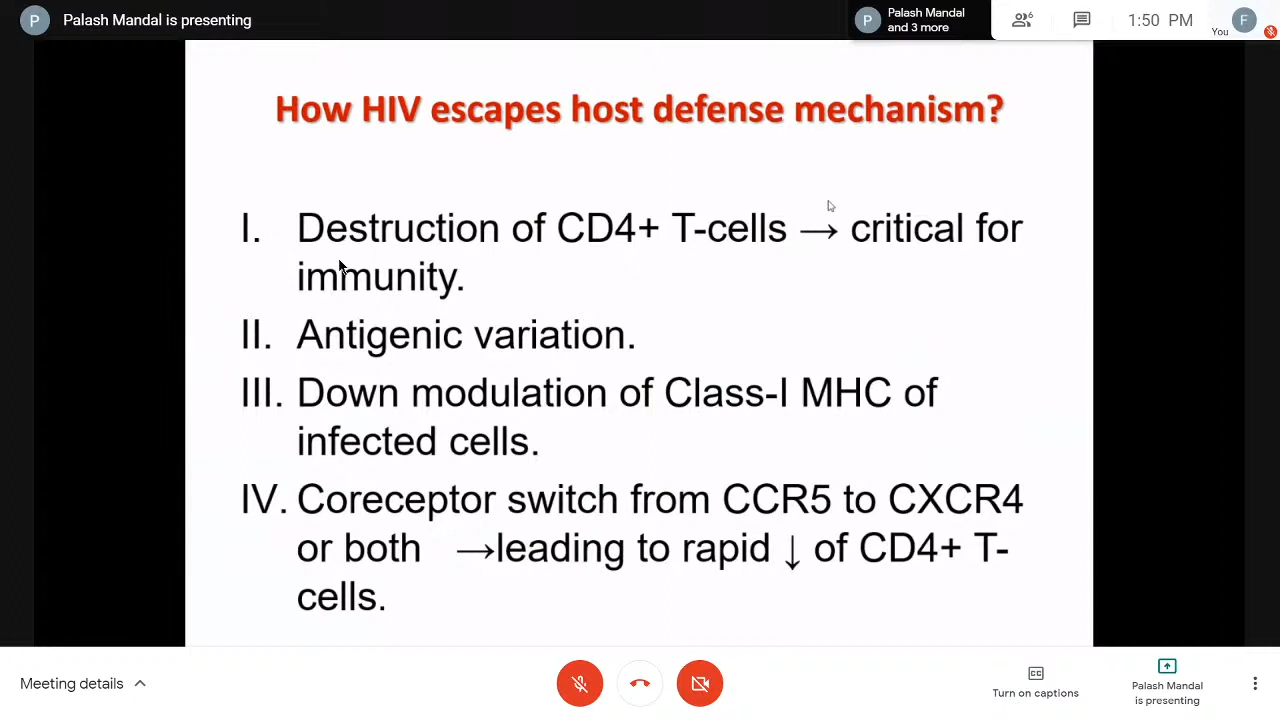 P Palash Mandal is presenting
P Palash Mandal
and 3 more
6
1:50 PM
You
F
How HIV escapes host defense mechanism?
I. Destruction of CD4+ T-cells → critical for
immunity.
II. Antigenic variation.
III. Down modulation of Class-I MHC of
infected cells.
IV. Coreceptor switch from CCR5 to CXCR4
or both →leading to rapid ↓ of CD4+ T-
cells.
Meeting details
CC
Turn on captions
Palash Mandal
is presenting